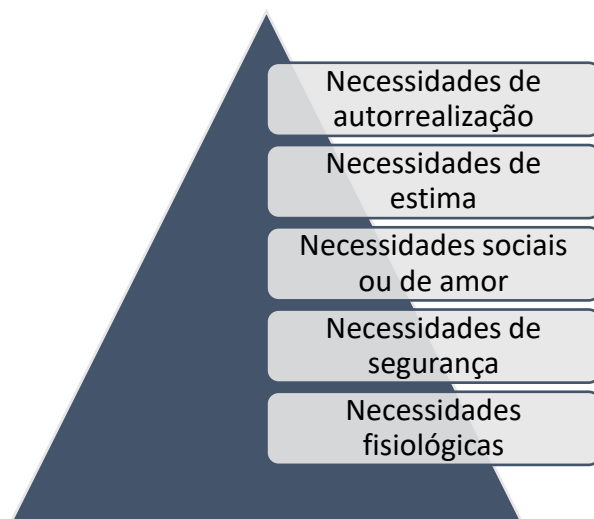 Necessidades de
autorrealização
Necessidades de
estima
Necessidades sociais
ou de amor
Necessidades de
segurança
Necessidades
fisiológicas